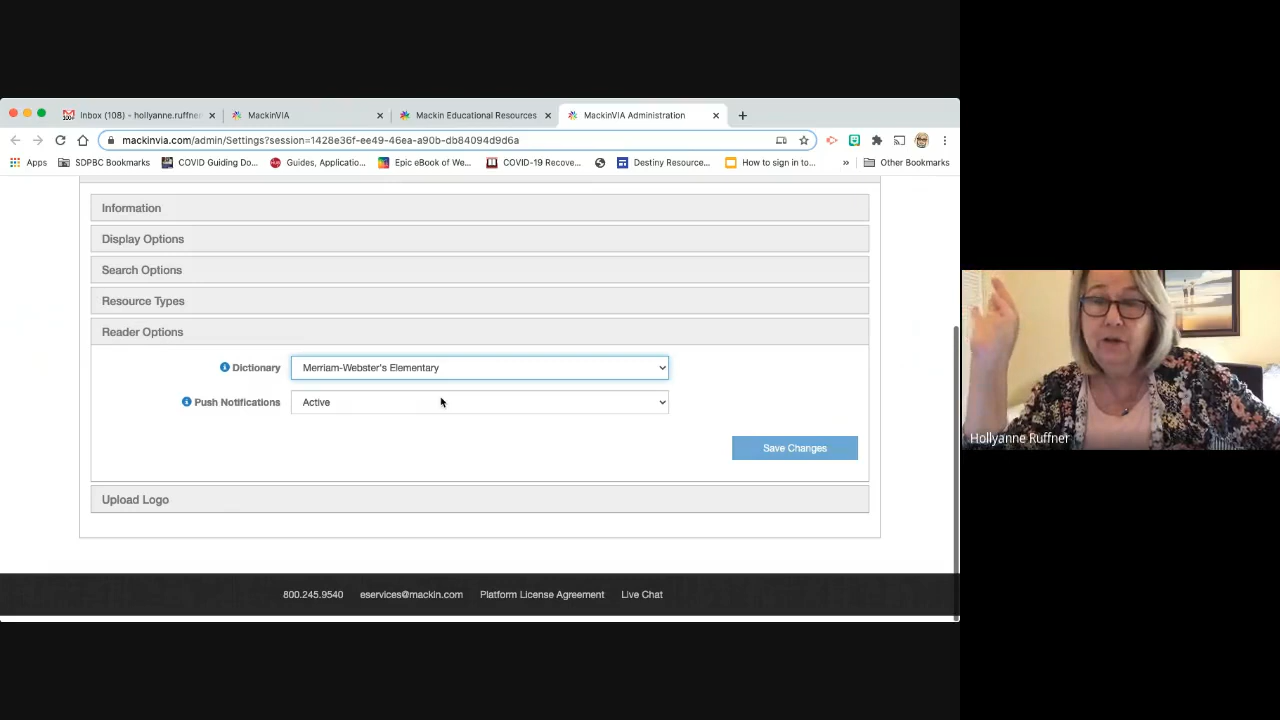 Inbox (108) - hollyanne.ruffner
MackinVIA
Mackin Educational Resources
MackinVIA Administration
mackinvia.com/admin/Settings?session=1428e36f-ee49-46ea-a90b-db84094d9d6a
Apps
SDPBC Bookmarks
COVID Guiding Do...
Guides, Applicatio...
Epic eBook of We...
COVID-19 Recove...
Destiny Resource...
How to sign in to...
»
Other Bookmarks
Information
Display Options
Search Options
Resource Types
Reader Options
Dictionary Merriam-Webster's Elementary
Push Notifications Active
Save Changes
Upload Logo
800.245.9540 eservices@mackin.com Platform License Agreement Live Chat
Hollyanne Ruffner